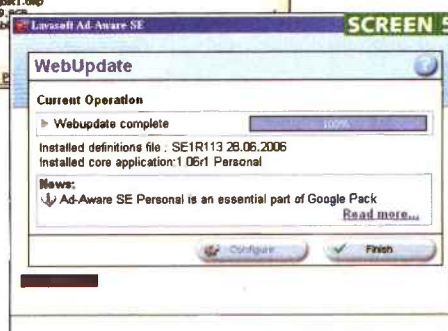 Lavasoft Ad-Aware SE
SCREEN
WebUpdate
Current Operation
Webupdate complete
100%
Installed definitions file : SE1R113 28.06.2006
Installed core application:1.06r1 Personal
News:
Ad-Aware SE Personal is an essential part of Google Pack
Read more...
Configure
Finish